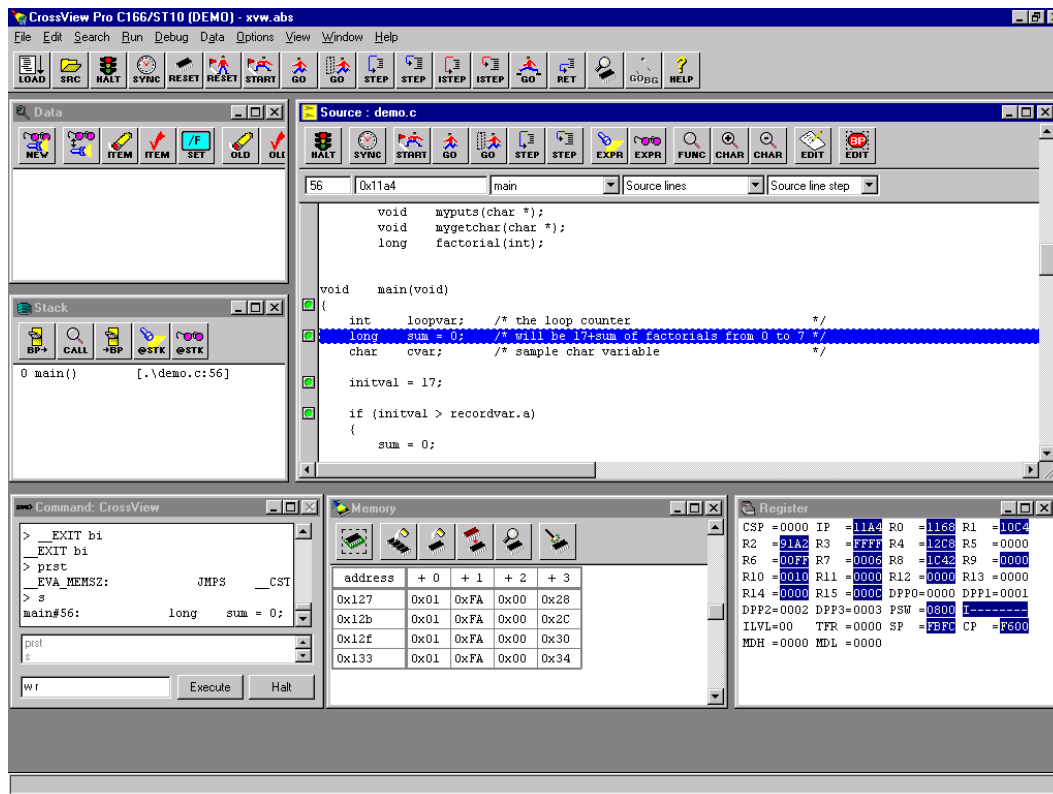 CrossView Pro C166/ST10 (DEMO) - xvw.abs
File Edit Search Run Debug Data Options View Window Help
LOAD SRC HALT SYNC RESET RESET START GO GO STEP STEP ISTEP ISTEP GO RET GO BG HELP
Data
NEW ITEM ITEM /F SET OLD OLD
Source : demo.c
HALT SYNC START GO GO STEP STEP EXPR EXPR FUNC CHAR CHAR EDIT BP EDIT
56 0x11a4 main Source lines Source line step
void myputs(char *);
void mygetchar(char *);
long factorial(int);
void main(void)
{
int loopvar; /* the loop counter */
long sum = 0; /* will be 17+sum of factorials from 0 to 7 */
char cvar; /* sample char variable */
initval = 17;
if (initval > recordvar.a)
{
sum = 0;
Stack
BP→ CALL →BP @STK @STK
0 main() [.\demo.c:56]
Command: CrossView
> __EXIT bi
__EXIT bi
> prst
__EVA_MEMSZ: JMPS __CST
> s
main#56: long sum = 0;
prst
s
w r Execute Halt
Memory
address + 0 + 1 + 2 + 3
0x127 0x01 0xFA 0x00 0x28
0x12b 0x01 0xFA 0x00 0x2C
0x12f 0x01 0xFA 0x00 0x30
0x133 0x01 0xFA 0x00 0x34
Register
CSP =0000 IP =11A4 R0 =1168 R1 =10C4
R2 =91A2 R3 =FFFF R4 =12C8 R5 =0000
R6 =00FF R7 =0006 R8 =1C42 R9 =0000
R10 =0010 R11 =0000 R12 =0000 R13 =0000
R14 =0000 R15 =000C DPP0=0000 DPP1=0001
DPP2=0002 DPP3=0003 PSW =0800 I--------
ILVL=00 TFR =0000 SP =FBFC CP =F600
MDH =0000 MDL =0000